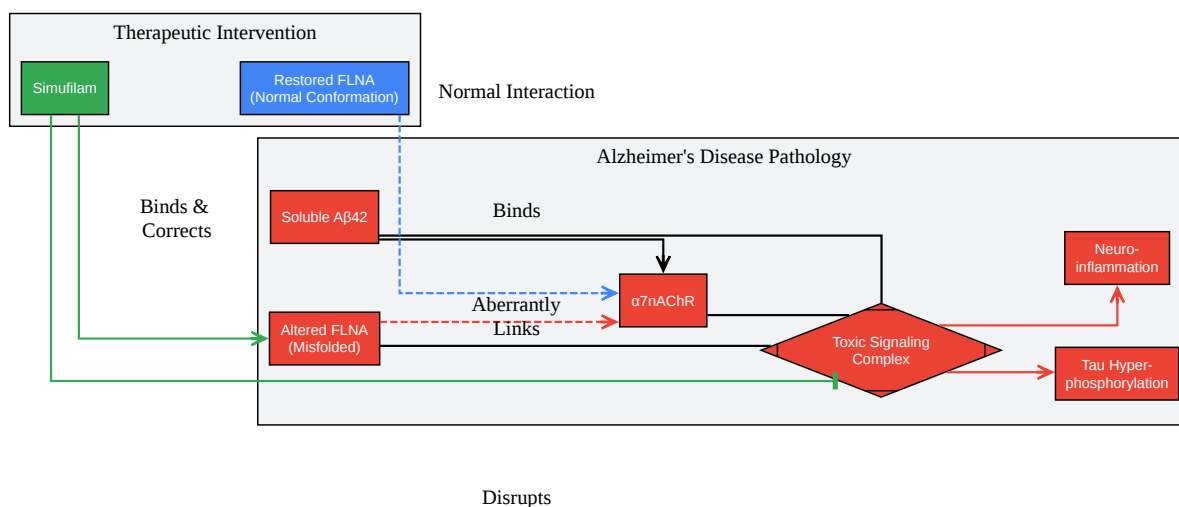 Therapeutic Intervention
Simufilam
Restored FLNA
(Normal Conformation)
Normal Interaction
Alzheimer's Disease Pathology
Binds &
Corrects
Soluble Aβ42
Binds
Neuro-
inflammation
α7nAChR
Aberrantly
Links
Altered FLNA
(Misfolded)
Toxic Signaling
Complex
Tau Hyper-
phosphorylation
Disrupts